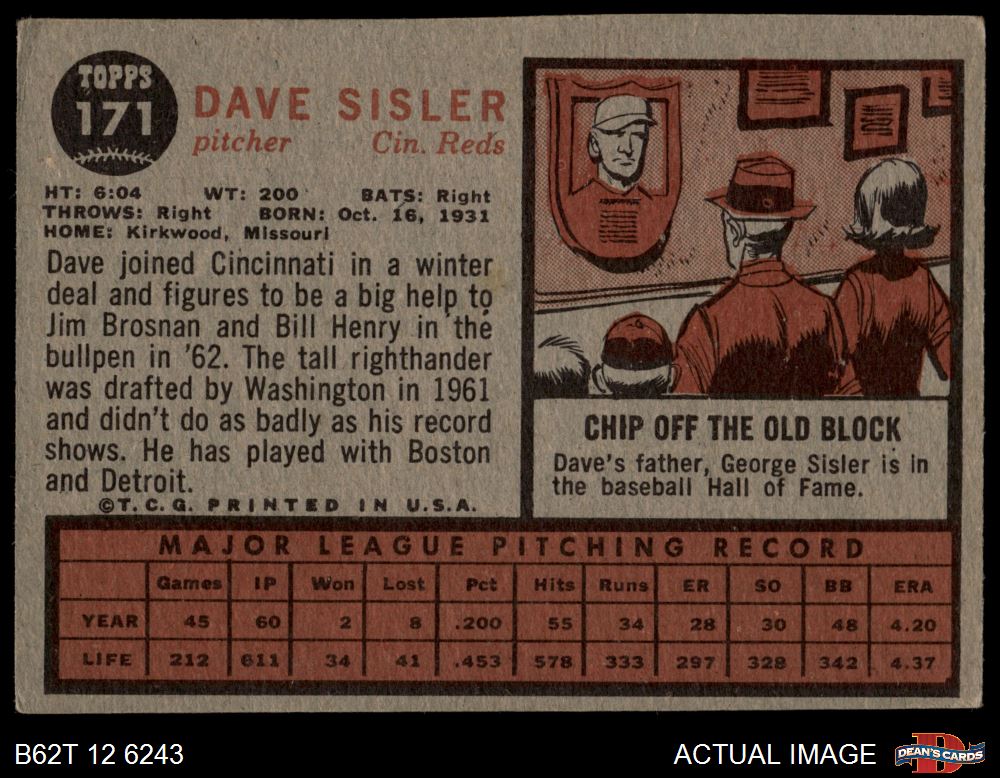 TOPPS
171
DAVE SISLER
pitcher Cin. Reds
HT: 6:04 WT: 200 BATS: Right
THROWS: Right BORN: Oct. 16, 1931
HOME: Kirkwood, Missouri
Dave joined Cincinnati in a winter
deal and figures to be a big help to
Jim Brosnan and Bill Henry in the
bullpen in '62. The tall righthander
was drafted by Washington in 1961
and didn't do as badly as his record
shows. He has played with Boston
and Detroit.
©T.C.G. PRINTED IN U.S.A.
CHIP OFF THE OLD BLOCK
Dave's father, George Sisler is in
the baseball Hall of Fame.
MAJOR LEAGUE PITCHING RECORD
Games IP Won Lost Pct Hits Runs ER SO BB ERA
YEAR 45 60 2 8 .200 55 34 28 30 48 4.20
LIFE 212 611 34 41 .453 578 333 297 328 342 4.37
B62T 12 6243
ACTUAL IMAGE
DEAN'S CARDS